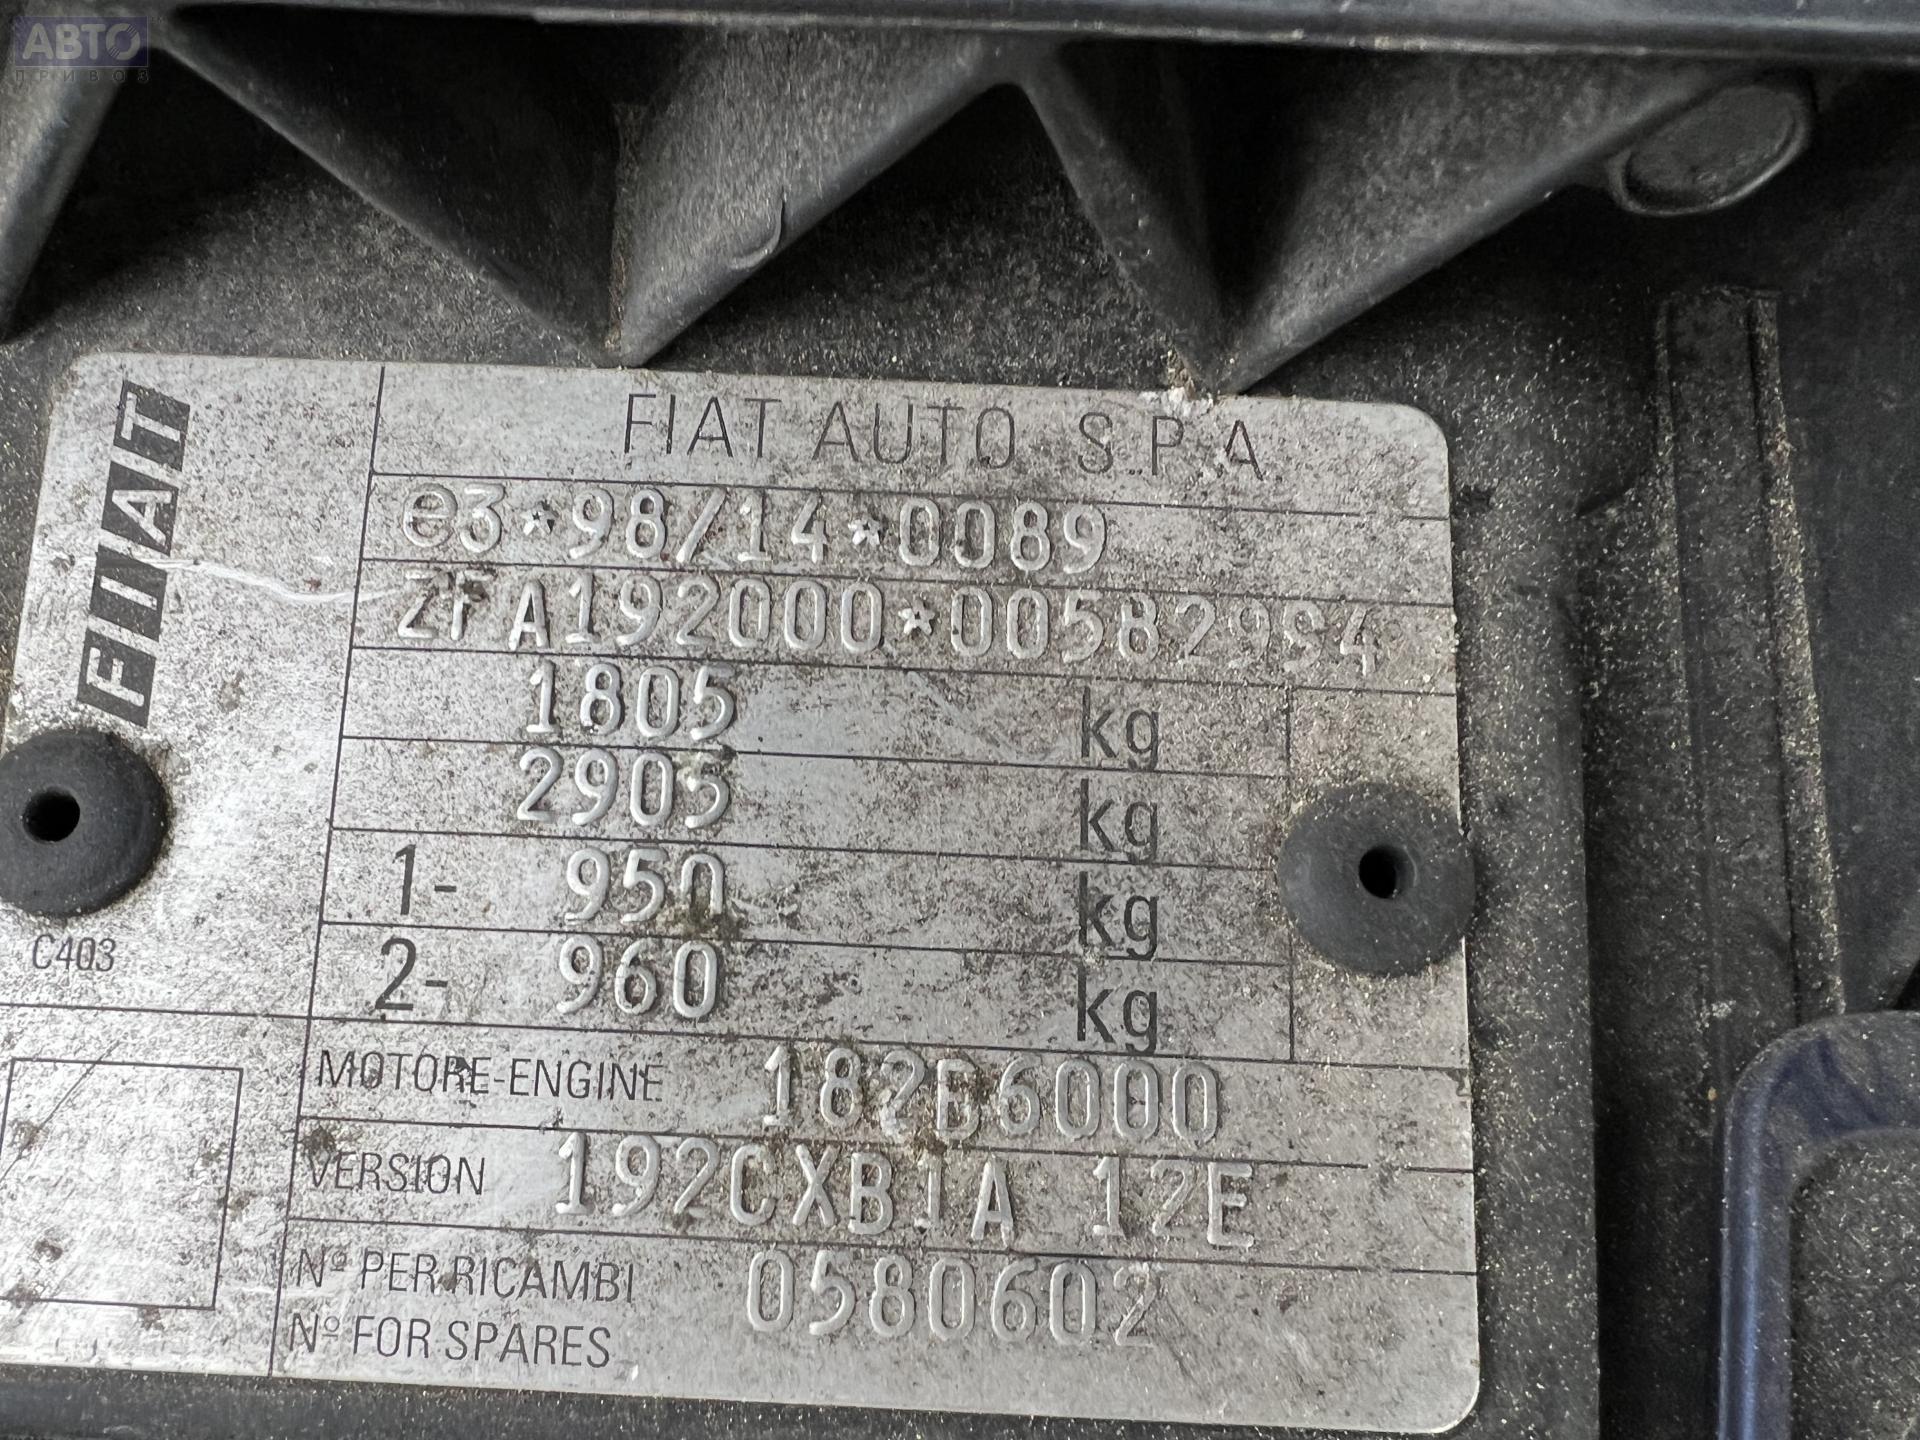 АВТО
ПРИВОЗ
FIAT
FIAT AUTO S.P.A
e3*98/14*0089
ZFA192000*00582994
1805 kg
2905 kg
1- 950 kg
2- 960 kg
C403
MOTORE-ENGINE 182B6000
VERSION 192CXB1A 12E
Nº PER RICAMBI 0580602
Nº FOR SPARES